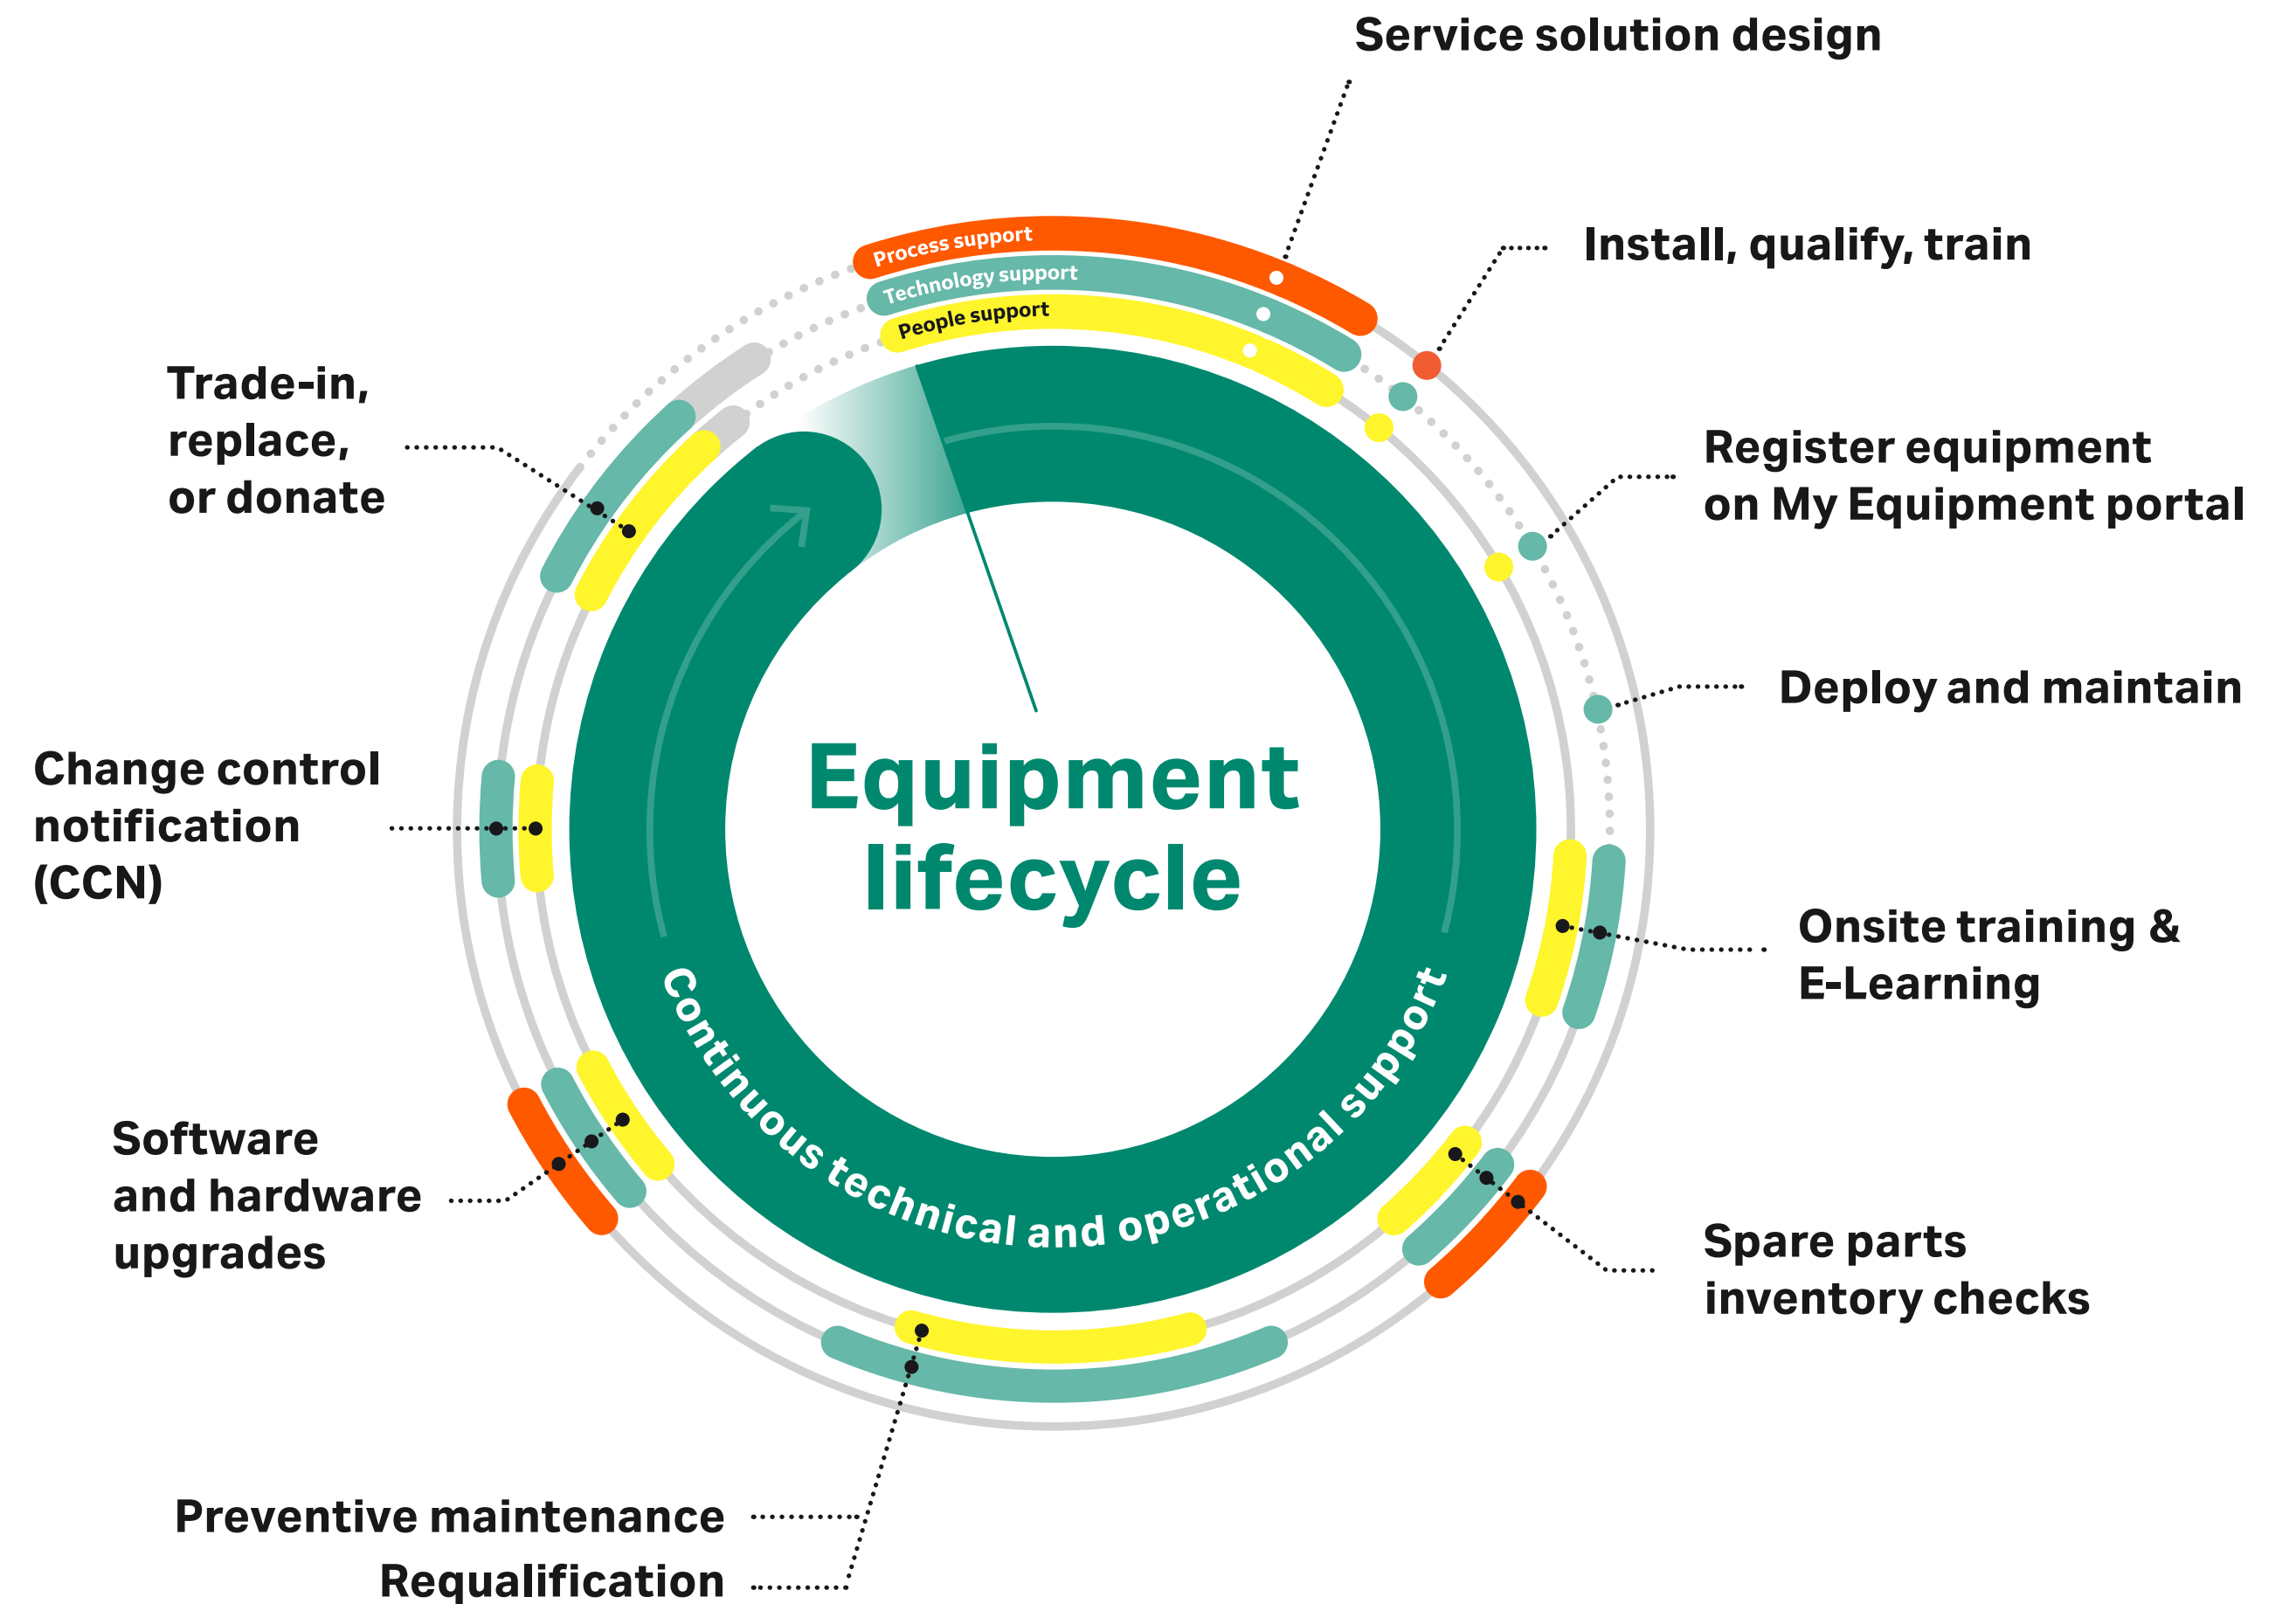 Service solution design
Process support
Technology support
People support
Install, qualify, train
Register equipment
on My Equipment portal
Deploy and maintain
Onsite training &
E-Learning
Spare parts
inventory checks
Preventive maintenance
Requalification
Software
and hardware
upgrades
Change control
notification
(CCN)
Trade-in,
replace,
or donate
Equipment
lifecycle
Continuous technical and operational support